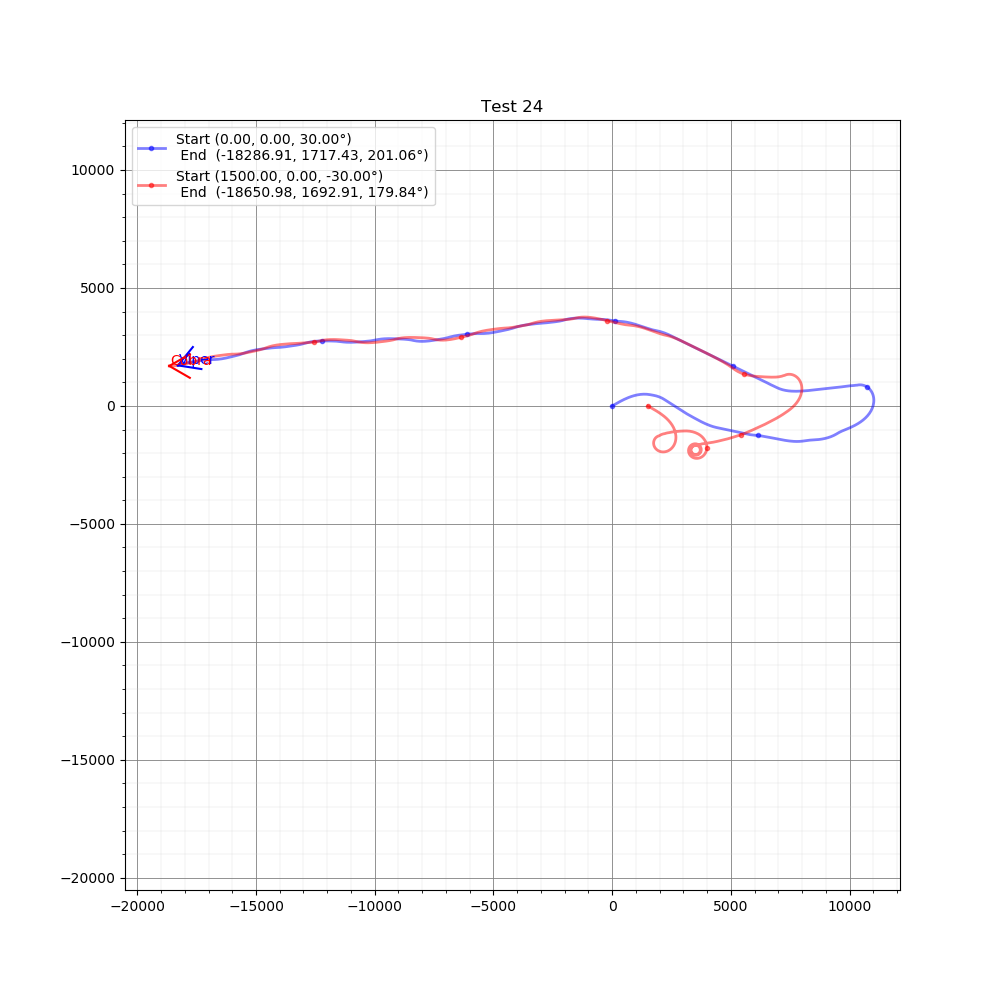 Test 24
Start (0.00, 0.00, 30.00°)
End  (-18286.91, 1717.43, 201.06°)
Start (1500.00, 0.00, -30.00°)
End  (-18650.98, 1692.91, 179.84°)
10000
5000
0
−5000
−10000
−15000
−20000
−20000 −15000 −10000 −5000 0 5000 10000